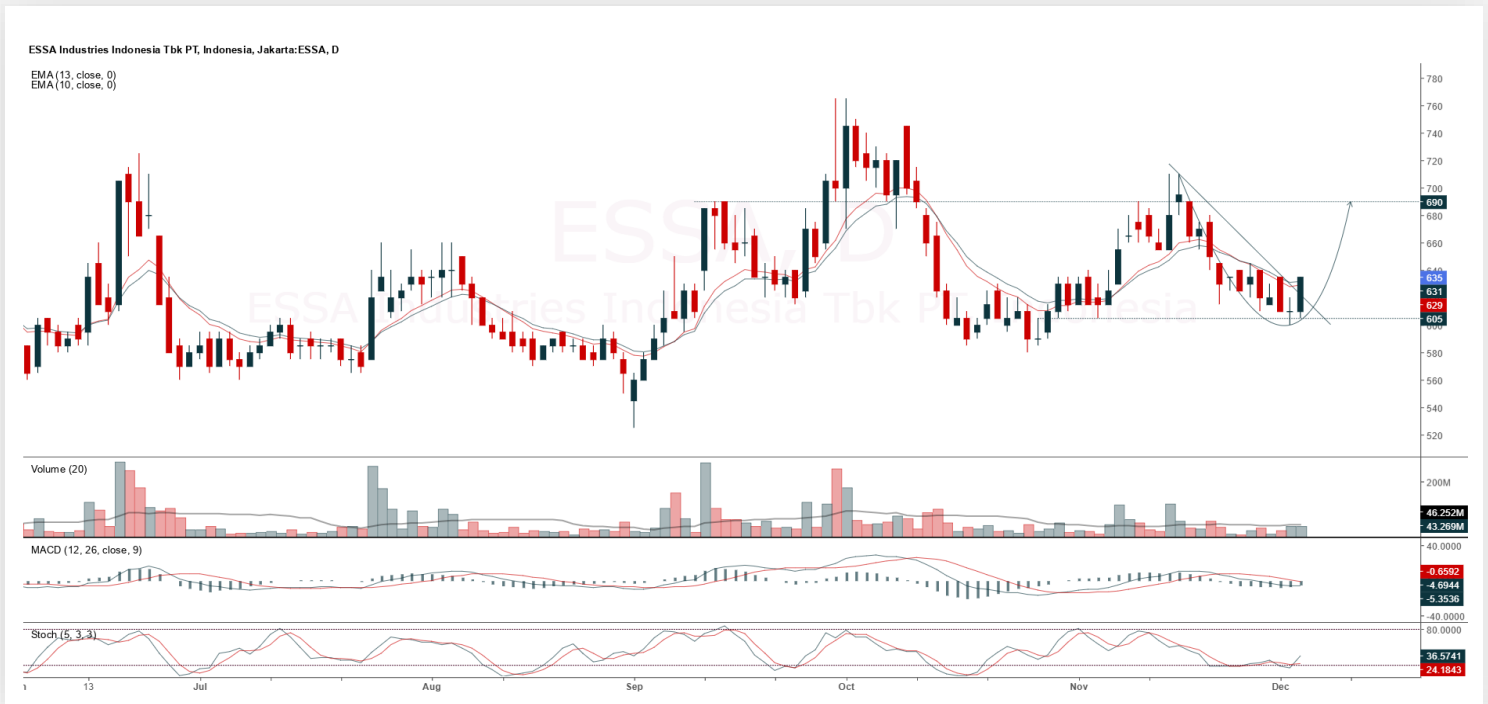 ESSA Industries Indonesia Tbk PT, Indonesia, Jakarta:ESSA, D
EMA (13, close, 0)
EMA (10, close, 0)
ESSA, D
ESSA Industries Indonesia Tbk PT, Indonesia
780
760
740
720
700
690
680
660
640
635
631
629
605
600
580
560
540
520
Volume (20)
200M
46.252M
43.269M
MACD (12, 26, close, 9)
40.0000
-0.6592
-4.6944
-5.3536
-40.0000
Stoch (5, 3, 3)
80.0000
36.5741
24.1843
13
Jul
Aug
Sep
Oct
Nov
Dec